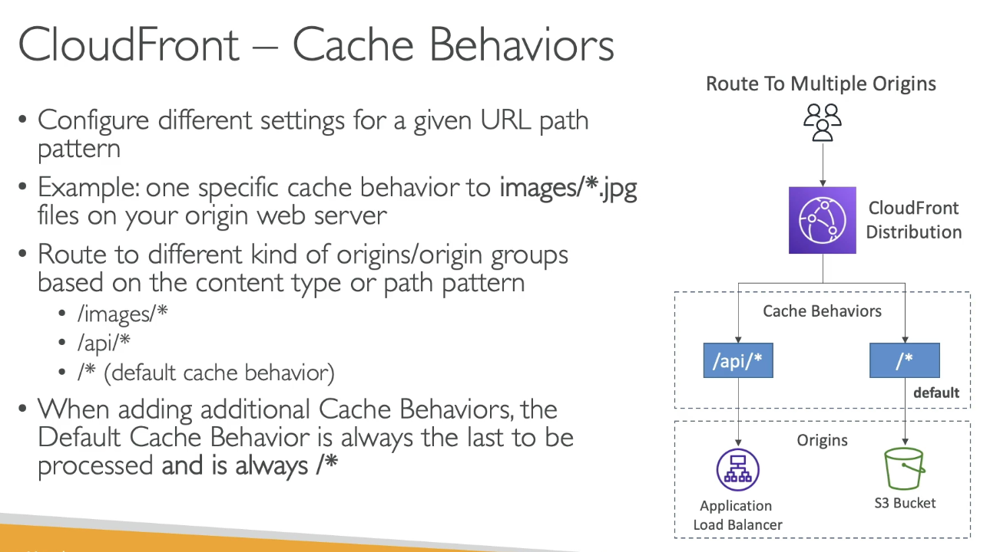 CloudFront – Cache Behaviors
• Configure different settings for a given URL path
pattern
• Example: one specific cache behavior to images/*.jpg
files on your origin web server
• Route to different kind of origins/origin groups
based on the content type or path pattern
• /images/*
• /api/*
• /* (default cache behavior)
• When adding additional Cache Behaviors, the
Default Cache Behavior is always the last to be
processed and is always /*
Route To Multiple Origins
CloudFront
Distribution
Cache Behaviors
/api/*
/*
default
Origins
Application
Load Balancer
S3 Bucket